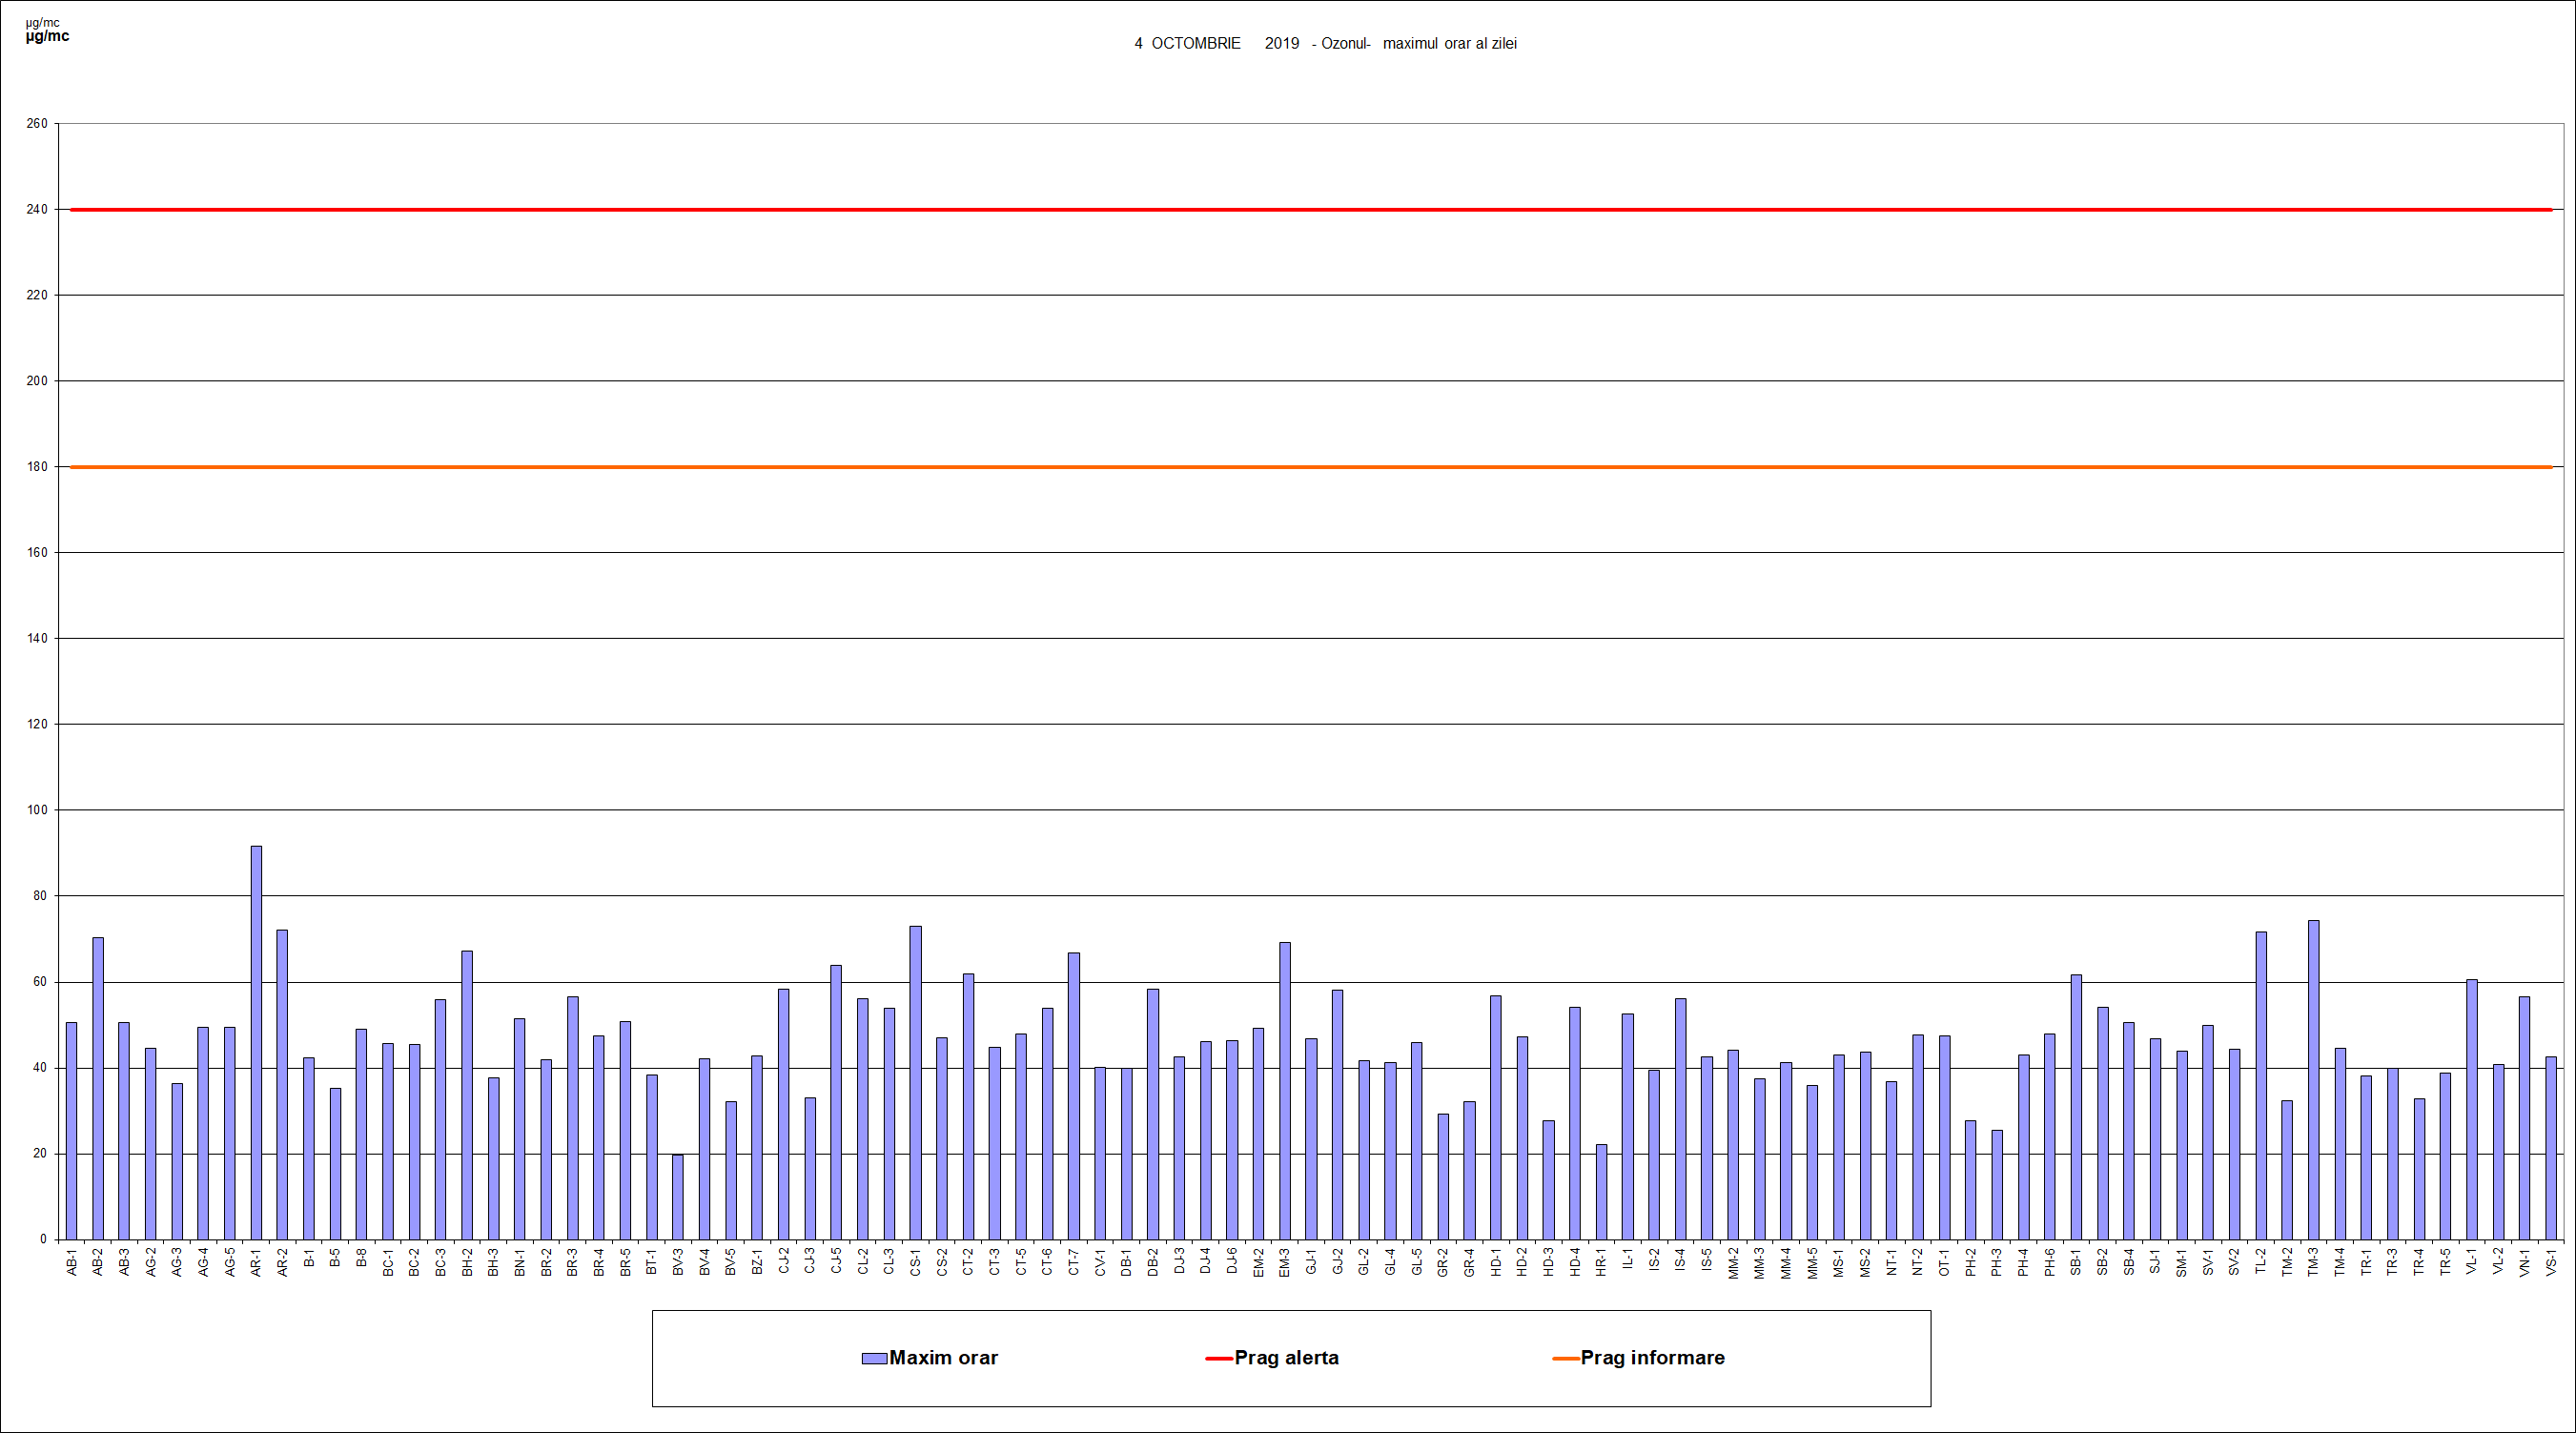 µg/mc
µg/mc
4 OCTOMBRIE 2019 - Ozonul- maximul orar al zilei
260
240
220
200
180
160
140
120
100
80
60
40
20
0
AB-1 AB-2 AB-3 AG-2 AG-3 AG-4 AG-5 AR-1 AR-2 B-1 B-5 B-8 BC-1 BC-2 BC-3 BH-2 BH-3 BN-1 BR-2 BR-3 BR-4 BR-5 BT-1 BV-3 BV-4 BV-5 BZ-1 CJ-2 CJ-3 CJ-5 CL-2 CL-3 CS-1 CS-2 CT-2 CT-3 CT-5 CT-6 CT-7 CV-1 DB-1 DB-2 DJ-3 DJ-4 DJ-6 EM-2 EM-3 GJ-1 GJ-2 GL-2 GL-4 GL-5 GR-2 GR-4 HD-1 HD-2 HD-3 HD-4 HR-1 IL-1 IS-2 IS-4 IS-5 MM-2 MM-3 MM-4 MM-5 MS-1 MS-2 NT-1 NT-2 OT-1 PH-2 PH-3 PH-4 PH-6 SB-1 SB-2 SB-4 SJ-1 SM-1 SV-1 SV-2 TL-2 TM-2 TM-3 TM-4 TR-1 TR-3 TR-4 TR-5 VL-1 VL-2 VN-1 VS-1
Maxim orar Prag alerta Prag informare